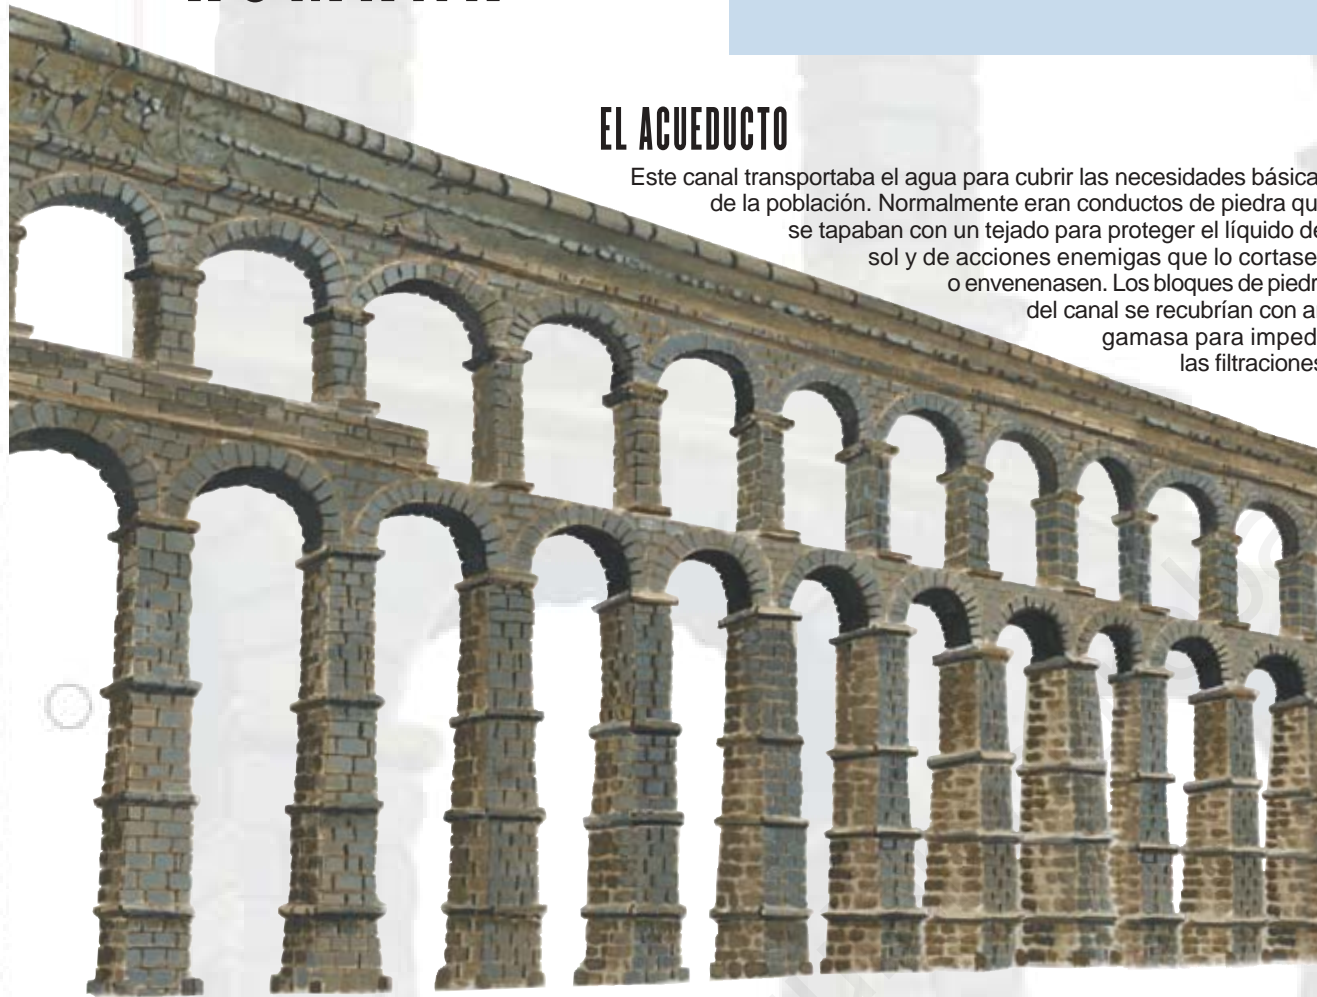 EL ACUEDUCTO
Este canal transportaba el agua para cubrir las necesidades básica
de la población. Normalmente eran conductos de piedra qu
se tapaban con un tejado para proteger el líquido de
sol y de acciones enemigas que lo cortase
o envenenasen. Los bloques de piedr
del canal se recubrían con a
gamasa para imped
las filtraciones